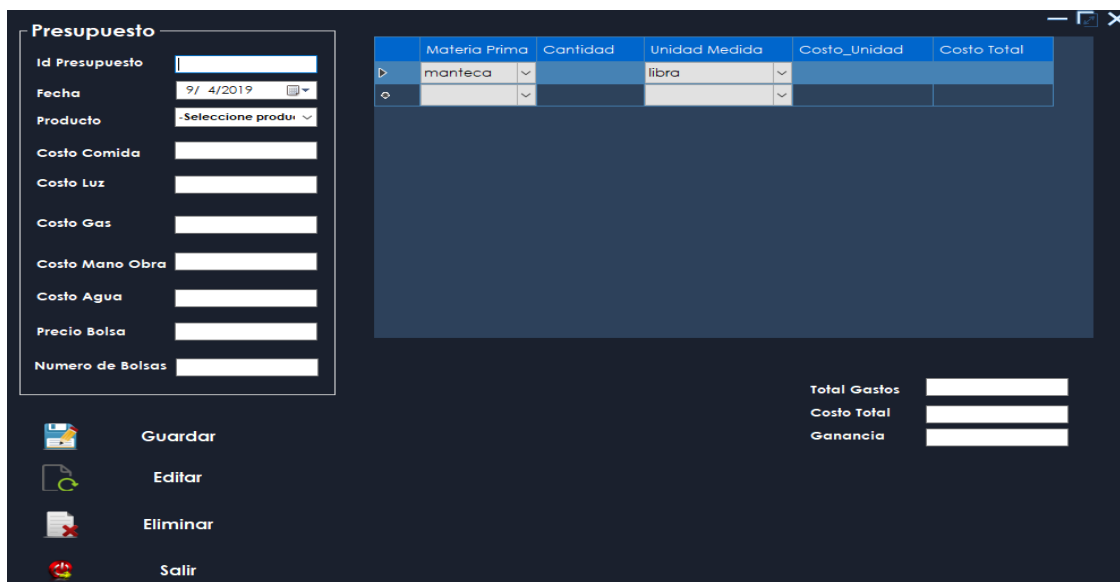 Presupuesto
Id Presupuesto
Fecha 9/ 4/2019
Producto -Seleccione produ
Costo Comida
Costo Luz
Costo Gas
Costo Mano Obra
Costo Agua
Precio Bolsa
Numero de Bolsas
Guardar
Editar
Eliminar
Salir
Materia Prima Cantidad Unidad Medida Costo_Unidad Costo Total
manteca libra
Total Gastos
Costo Total
Ganancia